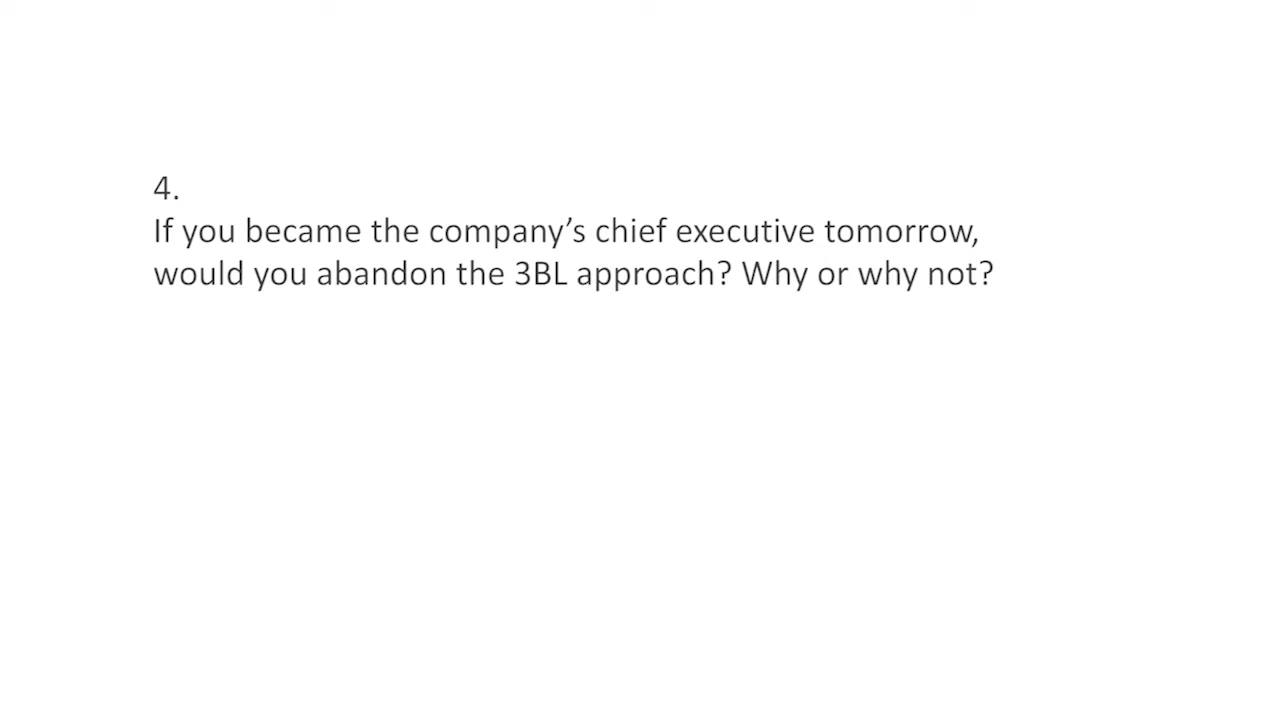 4.
If you became the company’s chief executive tomorrow,
would you abandon the 3BL approach? Why or why not?